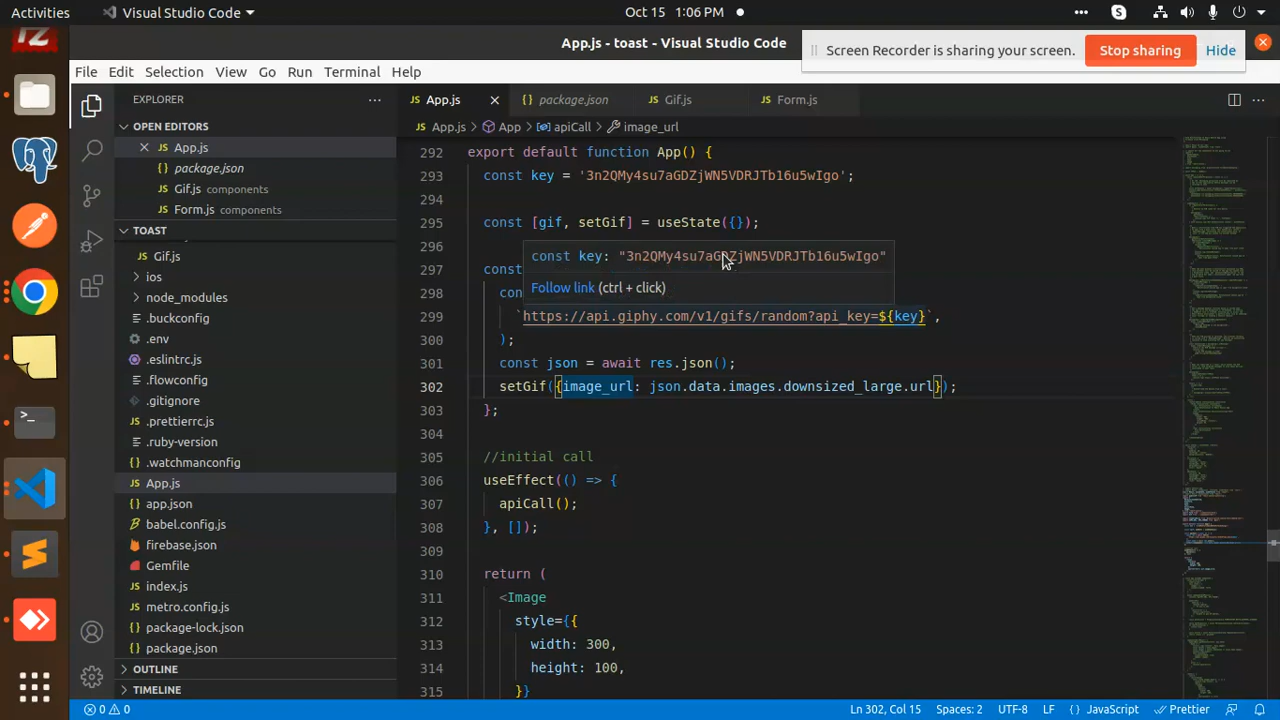 Activities
Visual Studio Code
Oct 15 1:06 PM
App.js - toast - Visual Studio Code
Screen Recorder is sharing your screen.
Stop sharing
Hide
File Edit Selection View Go Run Terminal Help
EXPLORER
OPEN EDITORS
App.js
package.json
Gif.js components
Form.js components
TOAST
Gif.js
ios
node_modules
.buckconfig
.env
.eslintrc.js
.flowconfig
.gitignore
.prettierrc.js
.ruby-version
.watchmanconfig
App.js
app.json
babel.config.js
firebase.json
Gemfile
index.js
metro.config.js
package-lock.json
package.json
OUTLINE
TIMELINE
App.js
package.json
Gif.js
Form.js
App.js > App > apiCall > image_url
292 export default function App() {
293 const key = '3n2QMy4su7aGDZjWN5VDRJTb16u5wIgo';
294
295 const [gif, setGif] = useState({});
296
const key: "3n2QMy4su7aGDZjWN5VDRJTb16u5wIgo"
297 const
Follow link (ctrl + click)
298 con
299 `https://api.giphy.com/v1/gifs/random?api_key=${key}`,
300 );
301 const json = await res.json();
302 setGif({image_url: json.data.images.downsized_large.url});
303 };
304
305 //initial call
306 useEffect(() => {
307 apiCall();
308 }, []);
309
310 return (
311 <Image
312 style={{
313 width: 300,
314 height: 100,
315 }}
0 0 Ln 302, Col 15 Spaces: 2 UTF-8 LF {} JavaScript Prettier